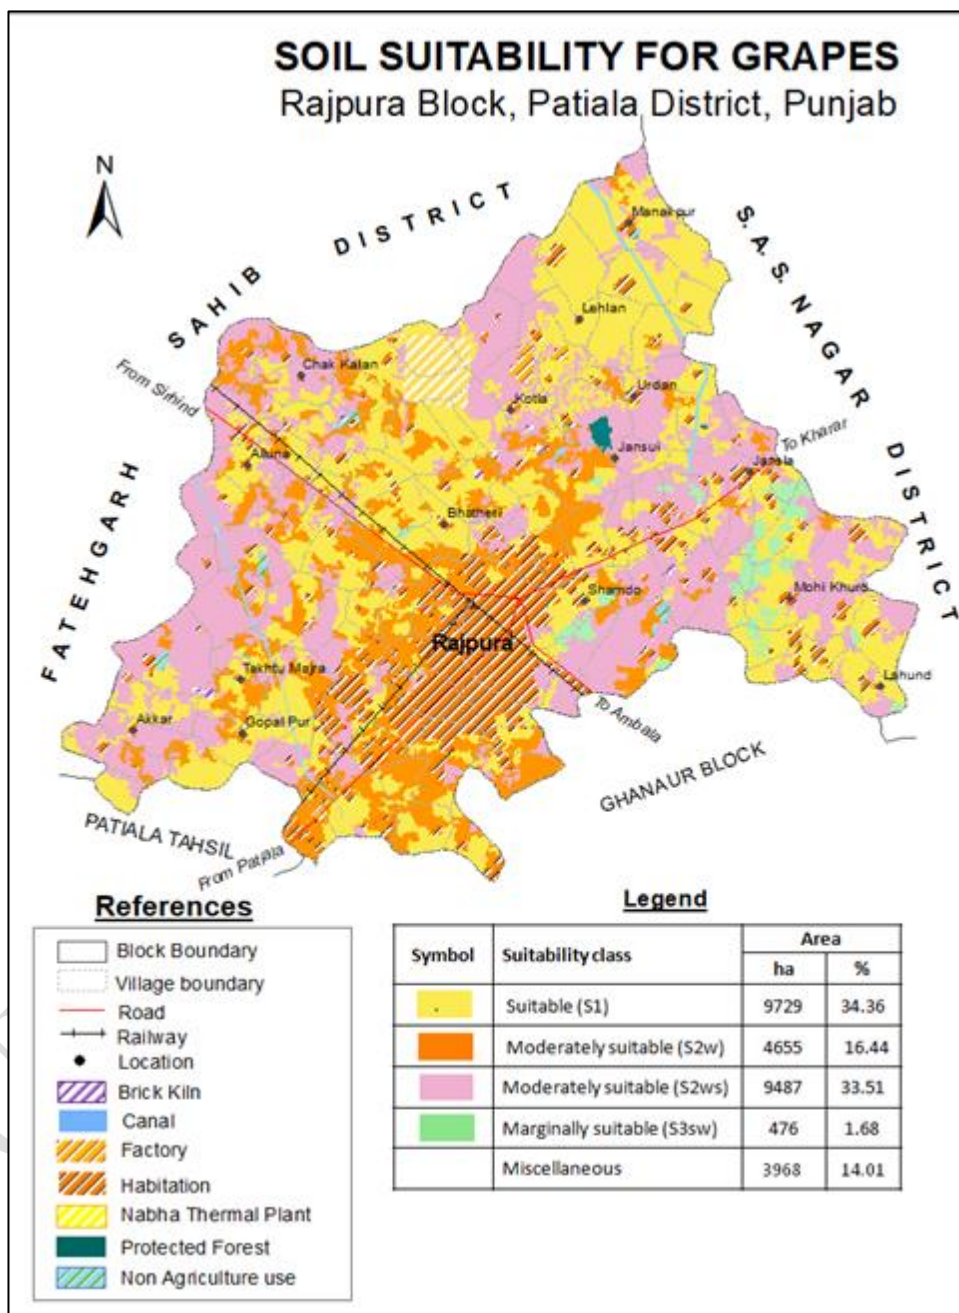 SOIL SUITABILITY FOR GRAPES
Rajpura Block, Patiala District, Punjab
N
FATEHGARH SAHIB DISTRICT
S.A.S. NAGAR DISTRICT
Manakpur
Lehlan
From Sirhind
Chak Kallan
Kotla
Urdan
To Kharar
Alluna
Jansui
Jansla
Bhatheri
Shamdo
Mohi Khurd
Rajpura
Takhtu Majra
Lahund
Akkar
Gopal Pur
To Ambala
GHANAUR BLOCK
PATIALA TAHSIL
From Patiala
References
Block Boundary
Village boundary
Road
Railway
Location
Brick Kiln
Canal
Factory
Habitation
Nabha Thermal Plant
Protected Forest
Non Agriculture use
Legend
Symbol Suitability class Area
ha %
Suitable (S1) 9729 34.36
Moderately suitable (S2w) 4655 16.44
Moderately suitable (S2ws) 9487 33.51
Marginally suitable (S3sw) 476 1.68
Miscellaneous 3968 14.01